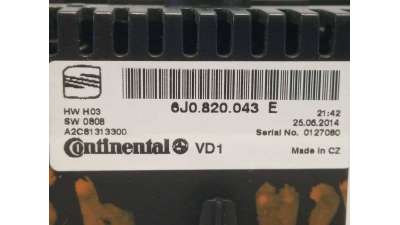 6J0.820.043 E
HW H03
21:42
SW 0808
25.06.2014
A2C81313300
Serial No. 0127080
Continental VD1
Made in CZ